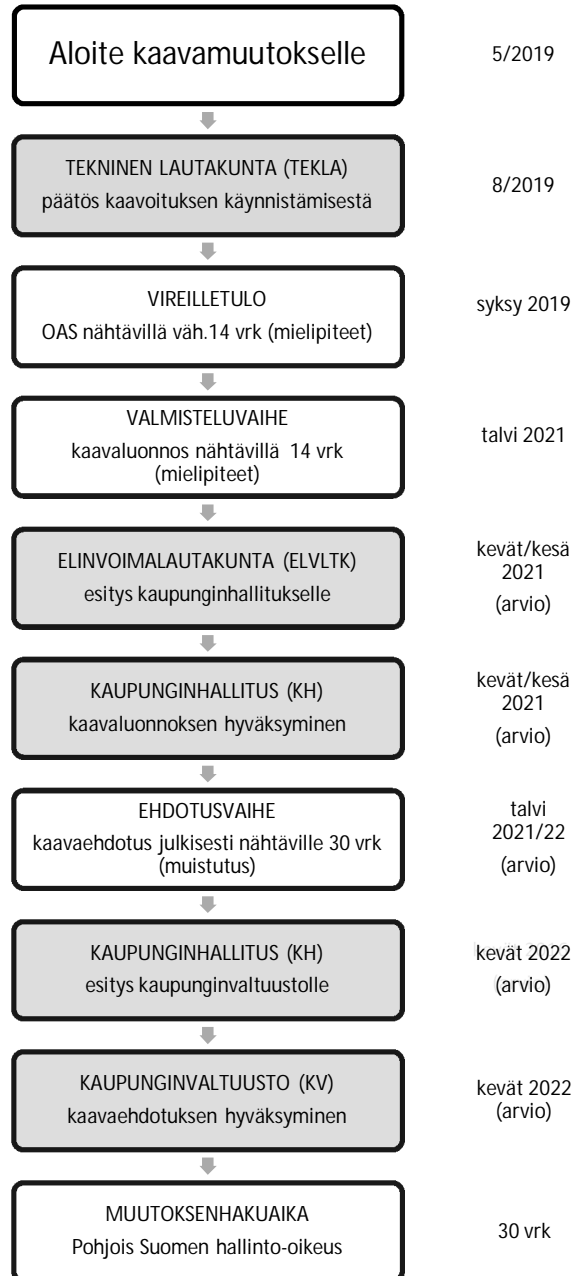 Aloite kaavamuutokselle
5/2019
TEKNINEN LAUTAKUNTA (TEKLA)
päätös kaavoituksen käynnistämisestä
8/2019
VIREILLETULO
OAS nähtävillä väh.14 vrk (mielipiteet)
syksy 2019
VALMISTELUVAIHE
kaavaluonnos nähtävillä 14 vrk
(mielipiteet)
talvi 2021
ELINVOIMALAUTAKUNTA (ELVLTK)
esitys kaupunginhallitukselle
kevät/kesä
2021
(arvio)
KAUPUNGINHALLITUS (KH)
kaavaluonnoksen hyväksyminen
kevät/kesä
2021
(arvio)
EHDOTUSVAIHE
kaavaehdotus julkisesti nähtäville 30 vrk
(muistutus)
talvi
2021/22
(arvio)
KAUPUNGINHALLITUS (KH)
esitys kaupunginvaltuustolle
kevät 2022
(arvio)
KAUPUNGINVALTUUSTO (KV)
kaavaehdotuksen hyväksyminen
kevät 2022
(arvio)
MUUTOKSENHAKUAIKA
Pohjois Suomen hallinto-oikeus
30 vrk